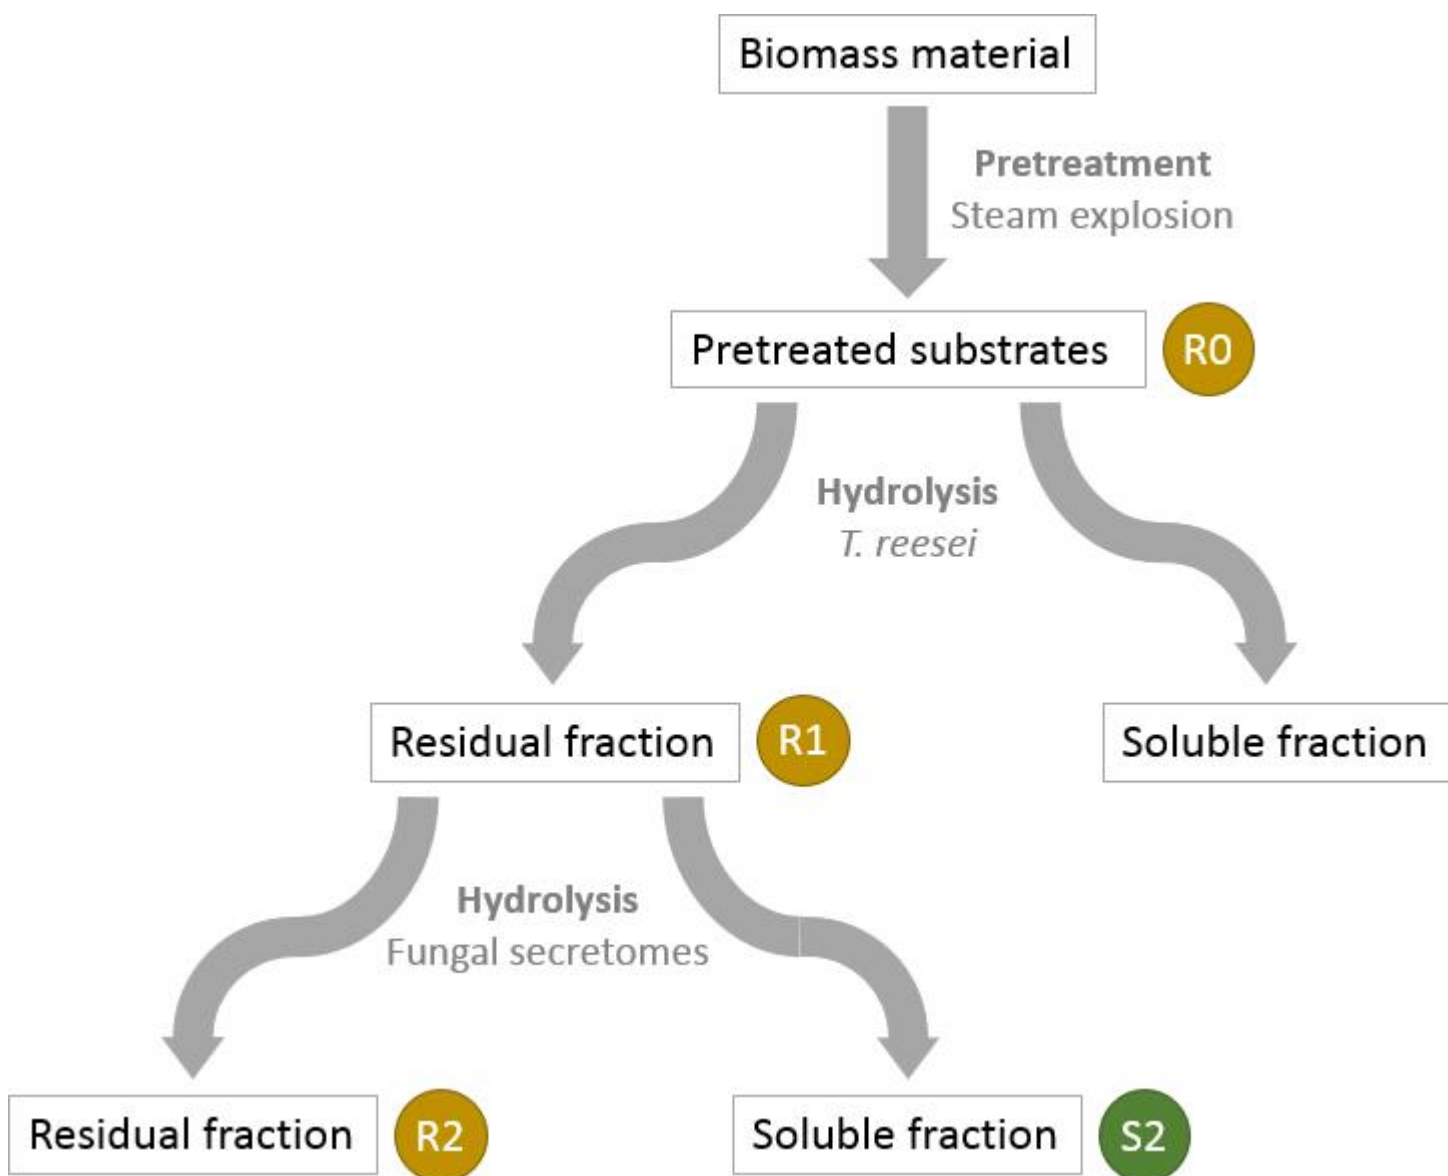 Biomass material
Pretreatment
Steam explosion
Pretreated substrates
R0
Hydrolysis
T. reesei
Residual fraction
R1
Soluble fraction
Hydrolysis
Fungal secretomes
Residual fraction
R2
Soluble fraction
S2